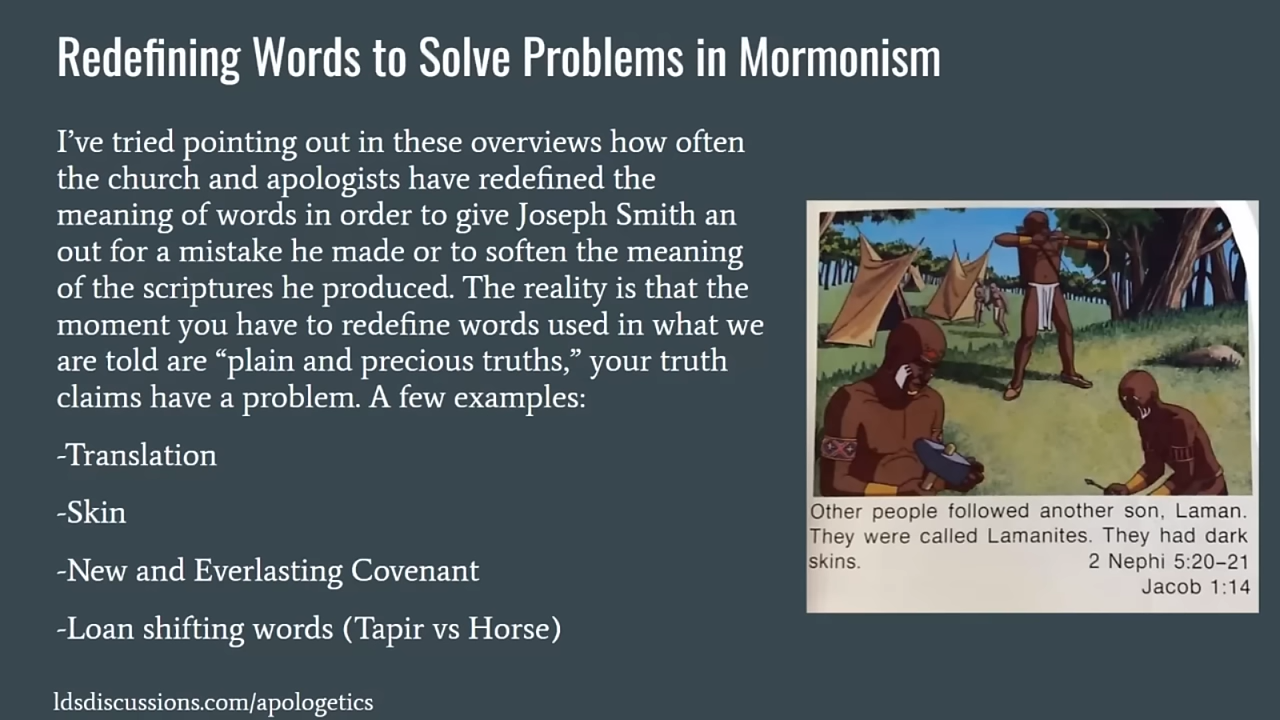 Redefining Words to Solve Problems in Mormonism
I’ve tried pointing out in these overviews how often
the church and apologists have redefined the
meaning of words in order to give Joseph Smith an
out for a mistake he made or to soften the meaning
of the scriptures he produced. The reality is that the
moment you have to redefine words used in what we
are told are “plain and precious truths,” your truth
claims have a problem. A few examples:
-Translation
-Skin
-New and Everlasting Covenant
-Loan shifting words (Tapir vs Horse)
ldsdiscussions.com/apologetics
Other people followed another son, Laman.
They were called Lamanites. They had dark
skins. 2 Nephi 5:20–21
Jacob 1:14